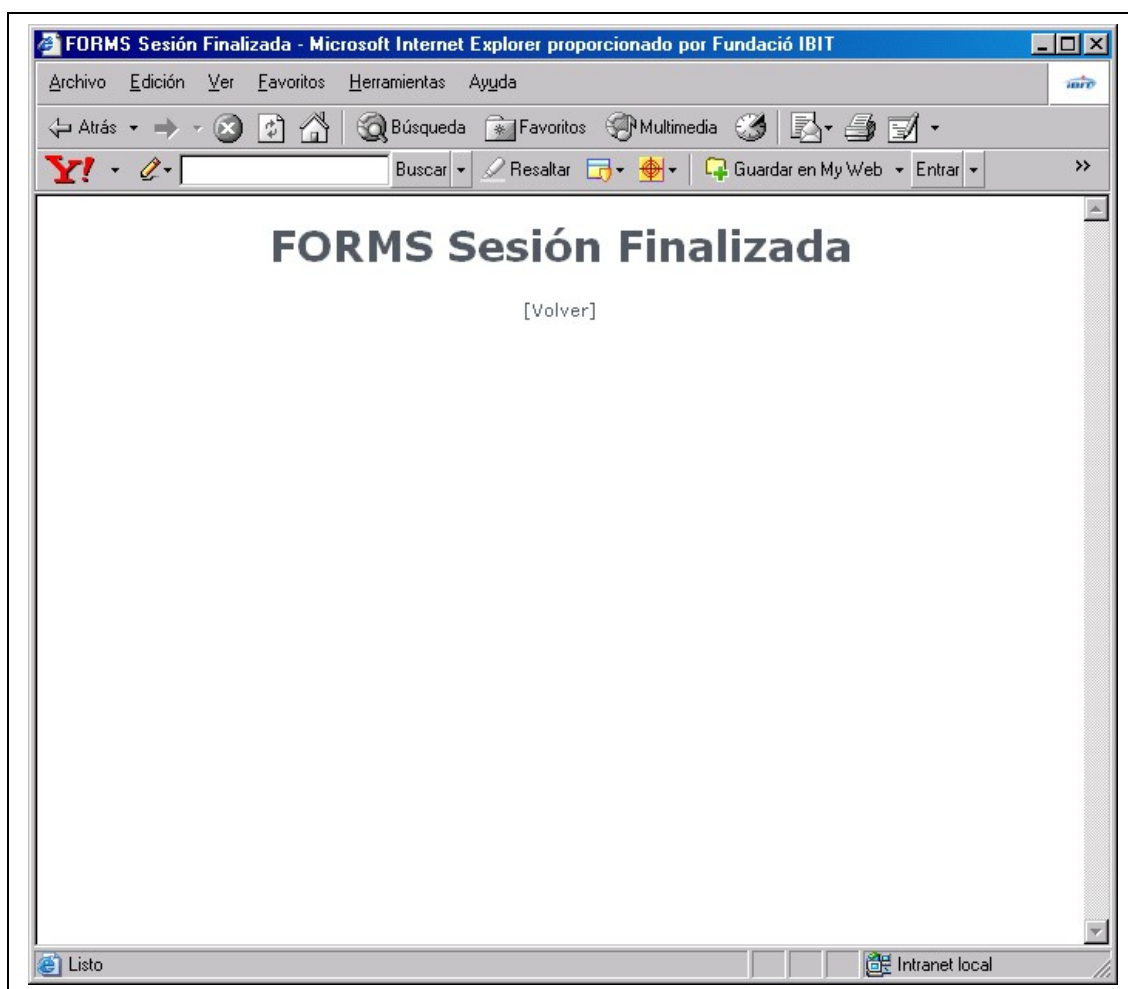 FORMS Sesión Finalizada - Microsoft Internet Explorer proporcionado por Fundació IBIT
Archivo Edición Ver Favoritos Herramientas Ayuda
IBIT
Atrás Búsqueda Favoritos Multimedia
Y! Buscar Resaltar Guardar en My Web Entrar »
FORMS Sesión Finalizada
[Volver]
Listo Intranet local